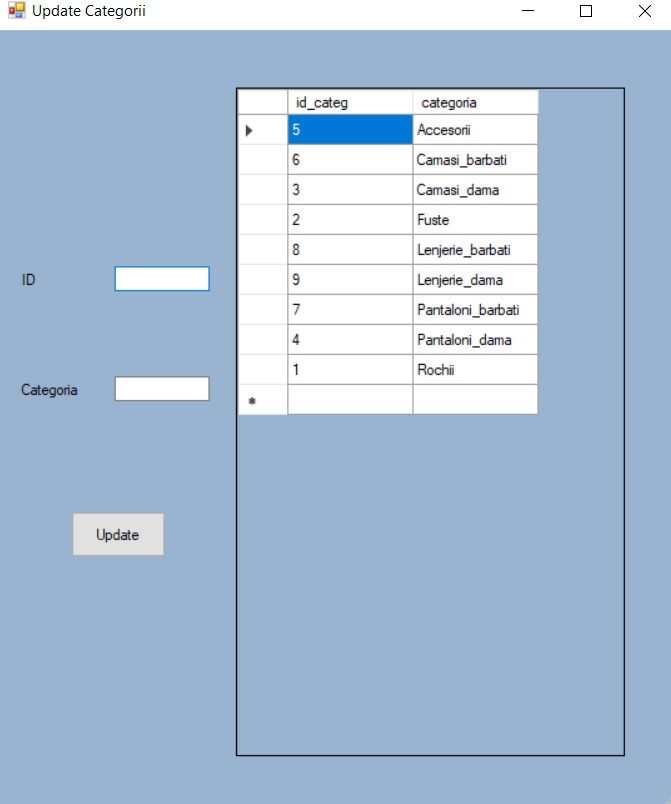 Update Categorii
id_categ categoria
5 Accesorii
6 Camasi_barbati
3 Camasi_dama
2 Fuste
8 Lenjerie_barbati
ID
9 Lenjerie_dama
7 Pantaloni_barbati
4 Pantaloni_dama
1 Rochii
Categoria
*
Update